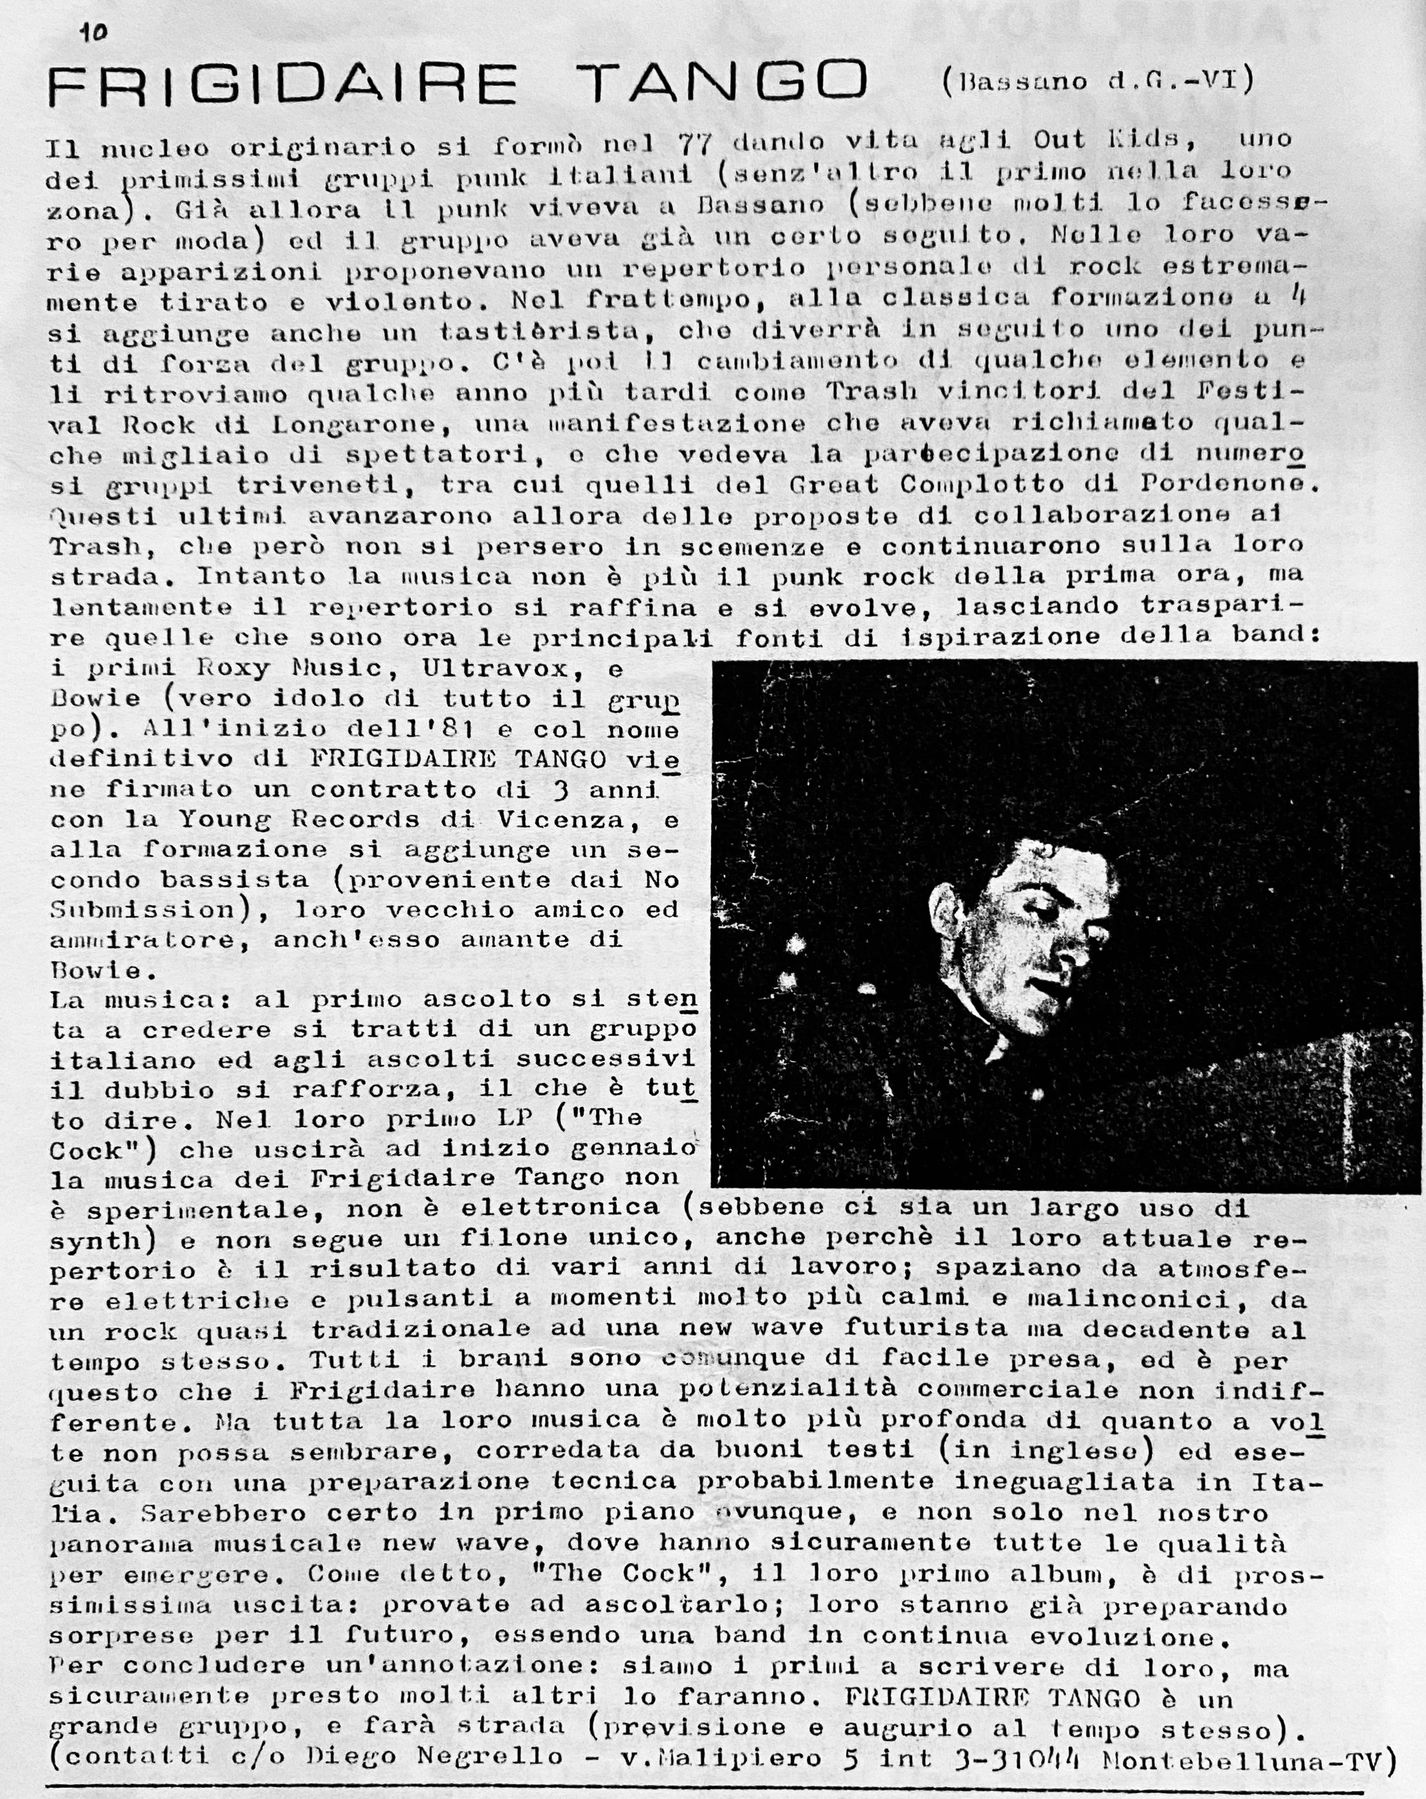 10
FRIGIDAIRE TANGO (Bassano d.G.-VI)
Il nucleo originario si formò nel 77 dando vita agli Out Kids, uno
dei primissimi gruppi punk italiani (senz'altro il primo nella loro
zona). Già allora il punk viveva a Bassano (sebbene molti lo facesse-
ro per moda) ed il gruppo aveva già un certo seguito. Nelle loro va-
rie apparizioni proponevano un repertorio personale di rock estrema-
mente tirato e violento. Nel frattempo, alla classica formazione a 4
si aggiunge anche un tastièrista, che diverrà in seguito uno dei pun-
ti di forza del gruppo. C'è poi il cambiamento di qualche elemento e
li ritroviamo qualche anno più tardi come Trash vincitori del Festi-
val Rock di Longarone, una manifestazione che aveva richiamato qual-
che migliaio di spettatori, e che vedeva la partecipazione di numero
si gruppi triveneti, tra cui quelli del Great Complotto di Pordenone.
Questi ultimi avanzarono allora delle proposte di collaborazione ai
Trash, che però non si persero in scemenze e continuarono sulla loro
strada. Intanto la musica non è più il punk rock della prima ora, ma
lentamente il repertorio si raffina e si evolve, lasciando traspari-
re quelle che sono ora le principali fonti di ispirazione della band:
i primi Roxy Music, Ultravox, e
Bowie (vero idolo di tutto il grup
po). All'inizio dell'81 e col nome
definitivo di FRIGIDAIRE TANGO vie
ne firmato un contratto di 3 anni
con la Young Records di Vicenza, e
alla formazione si aggiunge un se-
condo bassista (proveniente dai No
Submission), loro vecchio amico ed
ammiratore, anch'esso amante di
Bowie.
La musica: al primo ascolto si sten
ta a credere si tratti di un gruppo
italiano ed agli ascolti successivi
il dubbio si rafforza, il che è tut
to dire. Nel loro primo LP ("The
Cock") che uscirà ad inizio gennaio
la musica dei Frigidaire Tango non
è sperimentale, non è elettronica (sebbene ci sia un largo uso di
synth) e non segue un filone unico, anche perchè il loro attuale re-
pertorio è il risultato di vari anni di lavoro; spaziano da atmosfe-
re elettriche e pulsanti a momenti molto più calmi e malinconici, da
un rock quasi tradizionale ad una new wave futurista ma decadente al
tempo stesso. Tutti i brani sono comunque di facile presa, ed è per
questo che i Frigidaire hanno una potenzialità commerciale non indif-
ferente. Ma tutta la loro musica è molto più profonda di quanto a vol
te non possa sembrare, corredata da buoni testi (in inglese) ed ese-
guita con una preparazione tecnica probabilmente ineguagliata in Ita-
lia. Sarebbero certo in primo piano ovunque, e non solo nel nostro
panorama musicale new wave, dove hanno sicuramente tutte le qualità
per emergere. Come detto, "The Cock", il loro primo album, è di pros-
simissima uscita: provate ad ascoltarlo; loro stanno già preparando
sorprese per il futuro, essendo una band in continua evoluzione.
Per concludere un'annotazione: siamo i primi a scrivere di loro, ma
sicuramente presto molti altri lo faranno. FRIGIDAIRE TANGO è un
grande gruppo, e farà strada (previsione e augurio al tempo stesso).
(contatti c/o Diego Negrello - v.Malipiero 5 int 3-31044 Montebelluna-TV)